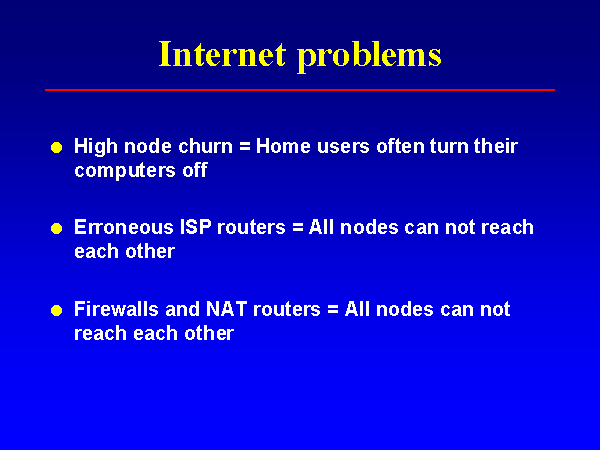 Internet problems
High node churn = Home users often turn their
computers off
Erroneous ISP routers = All nodes can not reach
each other
Firewalls and NAT routers = All nodes can not
reach each other